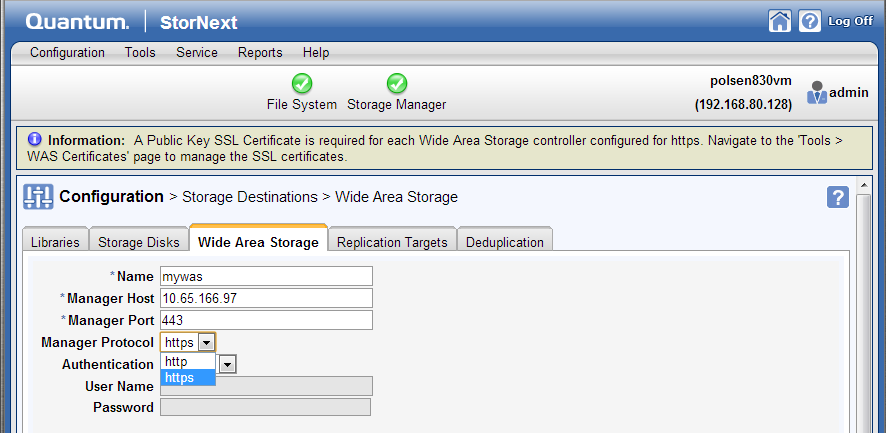 Quantum. StorNext Log Off
Configuration Tools Service Reports Help
File System Storage Manager
polsen830vm
(192.168.80.128)
admin
Information: A Public Key SSL Certificate is required for each Wide Area Storage controller configured for https. Navigate to the 'Tools >
WAS Certificates' page to manage the SSL certificates.
Configuration > Storage Destinations > Wide Area Storage
Libraries Storage Disks Wide Area Storage Replication Targets Deduplication
*Name mywas
*Manager Host 10.65.166.97
*Manager Port 443
Manager Protocol https
http
Authentication
https
User Name
Password